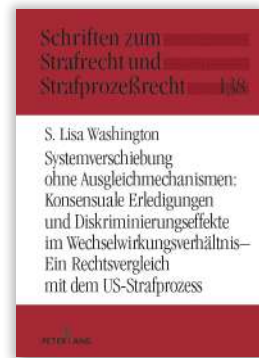 Schriften zum
Strafrecht und
Strafprozeßrecht 138
S. Lisa Washington
Systemverschiebung
ohne Ausgleichmechanismen:
Konsensuale Erledigungen
und Diskriminierungseffekte
im Wechselwirkungsverhältnis–
Ein Rechtsvergleich
mit dem US-Strafprozess
PETER LANG